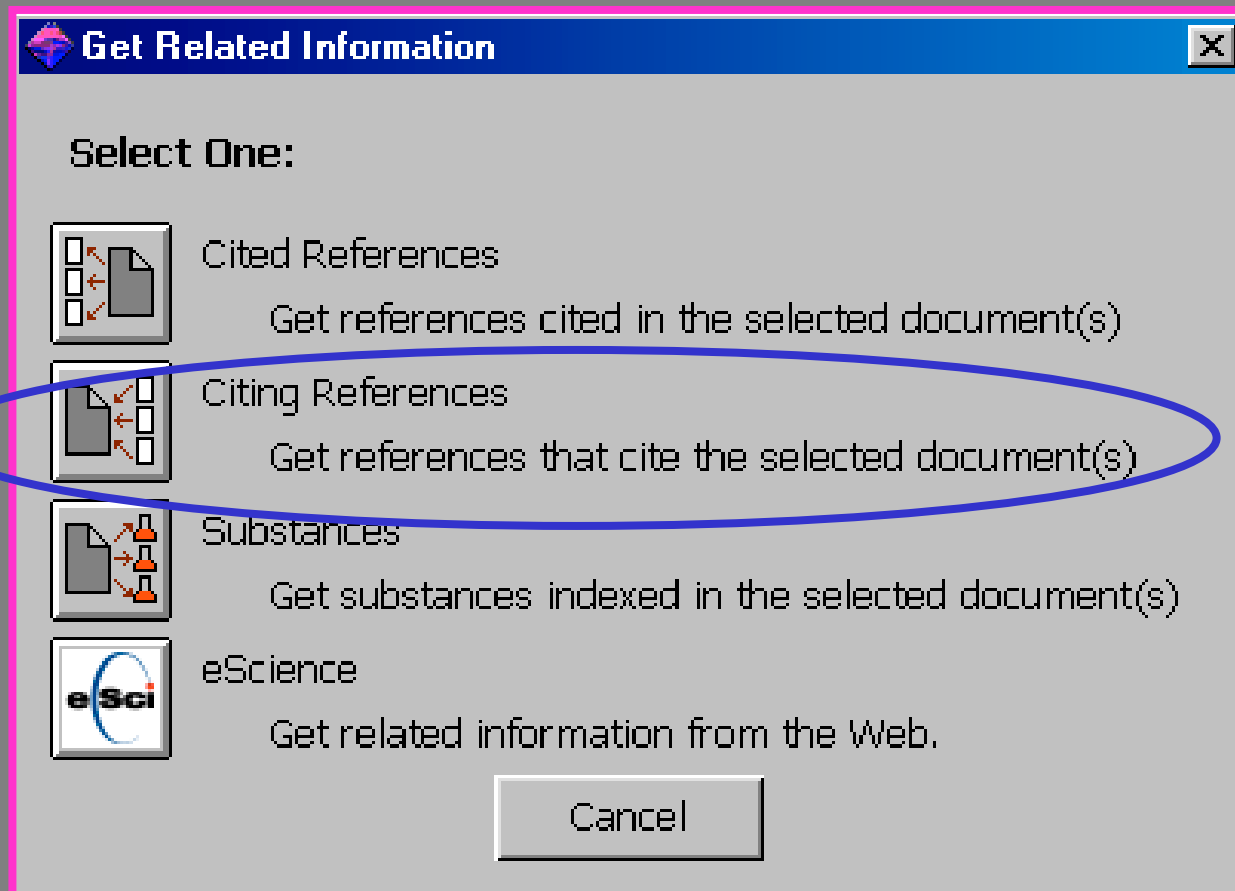 Get Related Information
Select One:
Cited References
Get references cited in the selected document(s)
Citing References
Get references that cite the selected document(s)
Substances
Get substances indexed in the selected document(s)
e Sci
eScience
Get related information from the Web.
Cancel